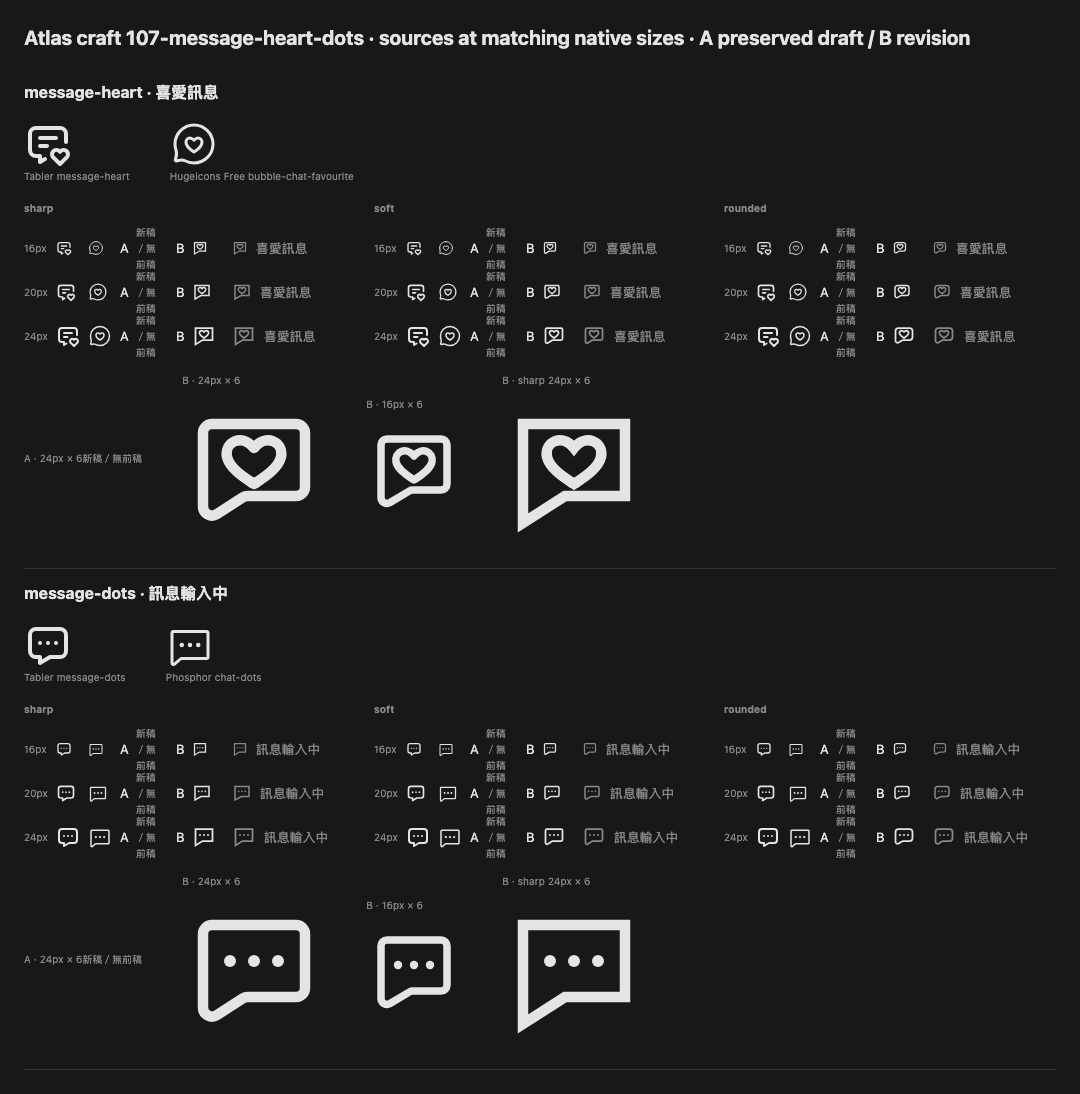 Atlas craft 107-message-heart-dots · sources at matching native sizes · A preserved draft / B revision
message-heart · 喜愛訊息
Tabler message-heart
Hugeicons Free bubble-chat-favourite
sharp
soft
rounded
16px A 新稿 / 無前稿 B 喜愛訊息
16px A 新稿 / 無前稿 B 喜愛訊息
16px A 新稿 / 無前稿 B 喜愛訊息
20px A 新稿 / 無前稿 B 喜愛訊息
20px A 新稿 / 無前稿 B 喜愛訊息
20px A 新稿 / 無前稿 B 喜愛訊息
24px A 新稿 / 無前稿 B 喜愛訊息
24px A 新稿 / 無前稿 B 喜愛訊息
24px A 新稿 / 無前稿 B 喜愛訊息
B · 24px × 6
B · sharp 24px × 6
B · 16px × 6
A · 24px × 6新稿 / 無前稿
message-dots · 訊息輸入中
Tabler message-dots
Phosphor chat-dots
sharp
soft
rounded
16px A 新稿 / 無前稿 B 訊息輸入中
16px A 新稿 / 無前稿 B 訊息輸入中
16px A 新稿 / 無前稿 B 訊息輸入中
20px A 新稿 / 無前稿 B 訊息輸入中
20px A 新稿 / 無前稿 B 訊息輸入中
20px A 新稿 / 無前稿 B 訊息輸入中
24px A 新稿 / 無前稿 B 訊息輸入中
24px A 新稿 / 無前稿 B 訊息輸入中
24px A 新稿 / 無前稿 B 訊息輸入中
B · 24px × 6
B · sharp 24px × 6
B · 16px × 6
A · 24px × 6新稿 / 無前稿